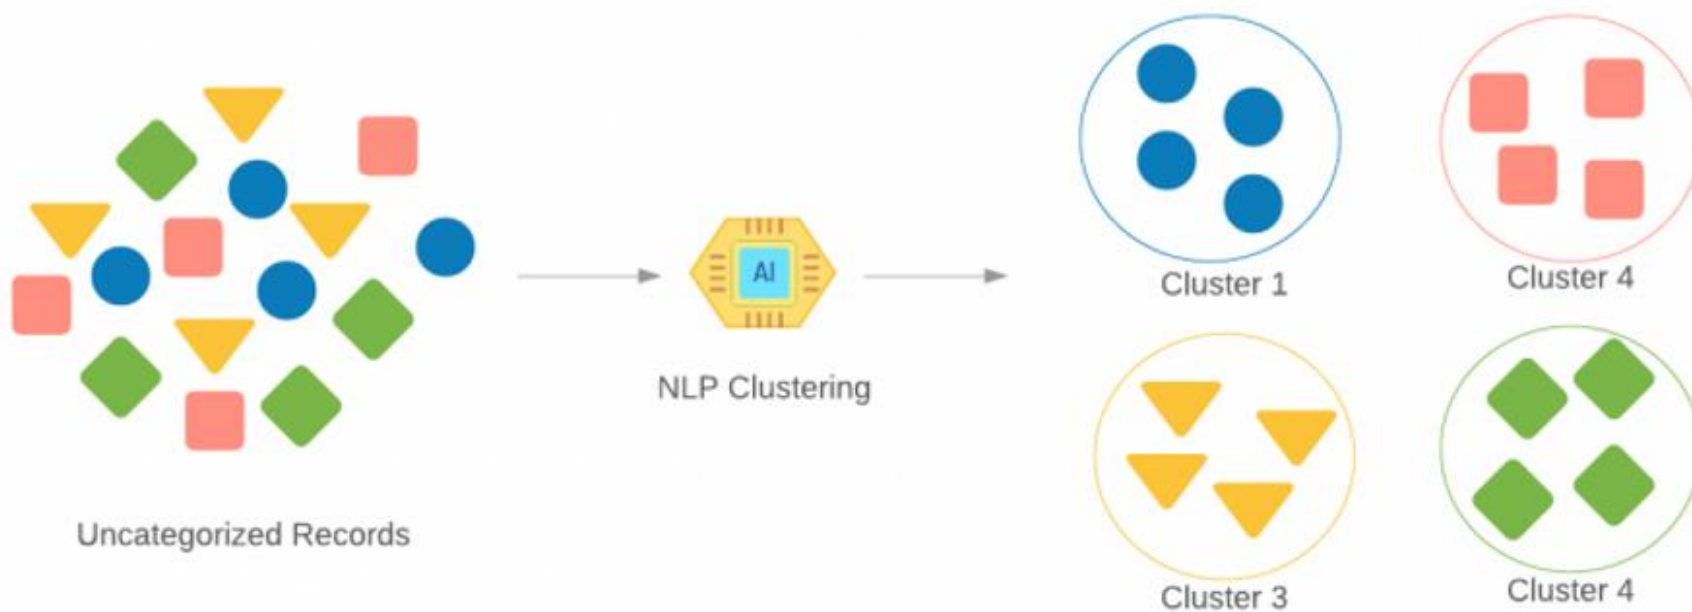 AI
NLP Clustering
Uncategorized Records
Cluster 1
Cluster 4
Cluster 3
Cluster 4